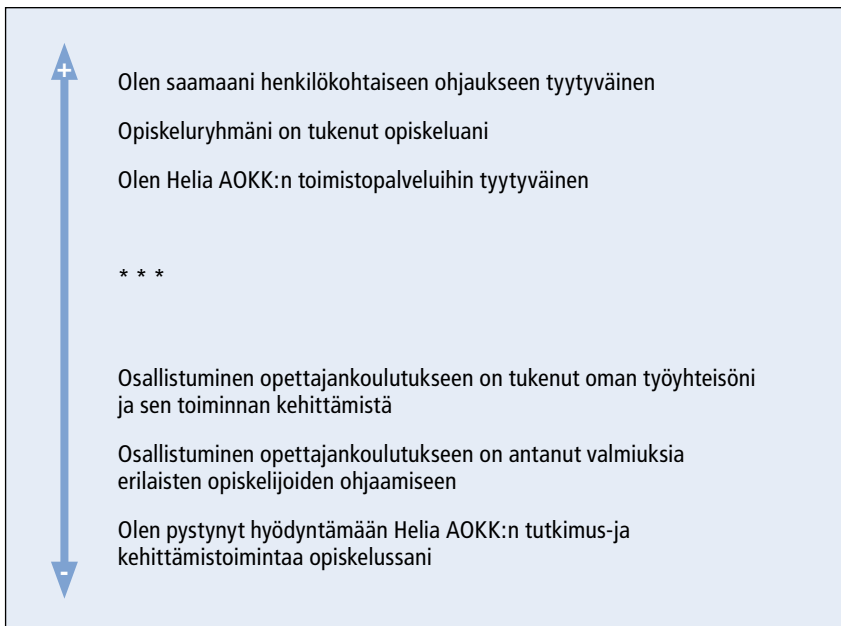 +
Olen saamaani henkilökohtaiseen ohjaukseen tyytyväinen
Opiskeluryhmäni on tukenut opiskeluani
Olen Helia AOKK:n toimistopalveluihin tyytyväinen
* * *
Osallistuminen opettajankoulutukseen on tukenut oman työyhteisöni
ja sen toiminnan kehittämistä
Osallistuminen opettajankoulutukseen on antanut valmiuksia
erilaisten opiskelijoiden ohjaamiseen
Olen pystynyt hyödyntämään Helia AOKK:n tutkimus-ja
kehittämistoimintaa opiskelussani
-